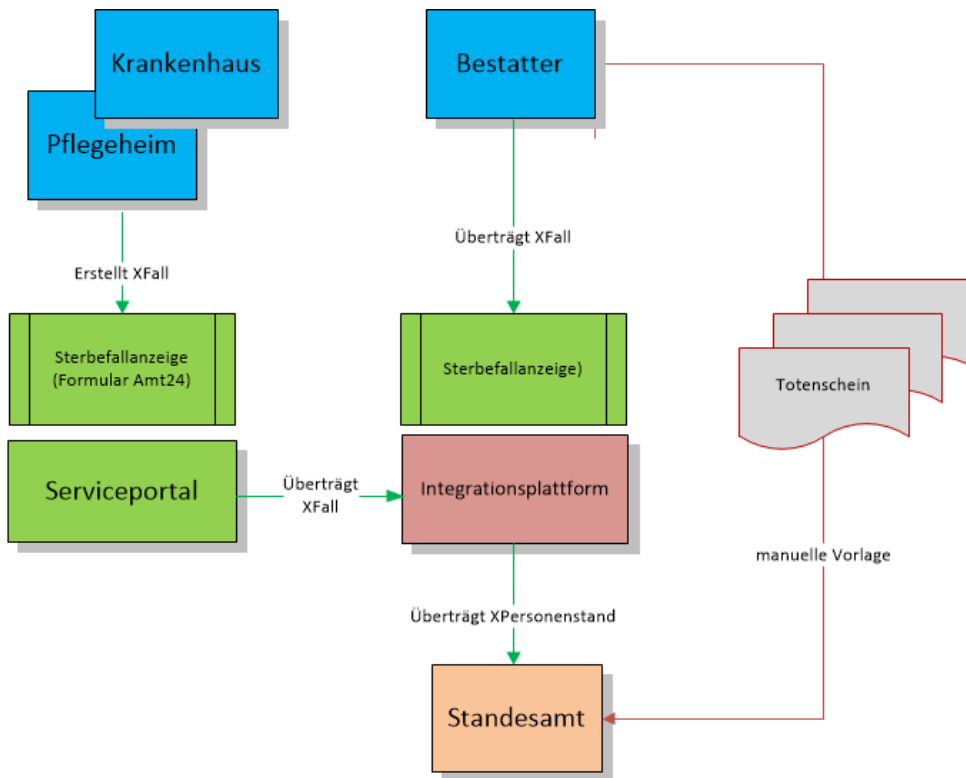 Krankenhaus
Pflegeheim
Bestatter
Erstellt XFall
Überträgt XFall
Sterbefallanzeige
(Formular Amt24)
Sterbefallanzeige)
Totenschein
Serviceportal
Überträgt
XFall
Integrationsplattform
manuelle Vorlage
Überträgt XPersonenstand
Standesamt